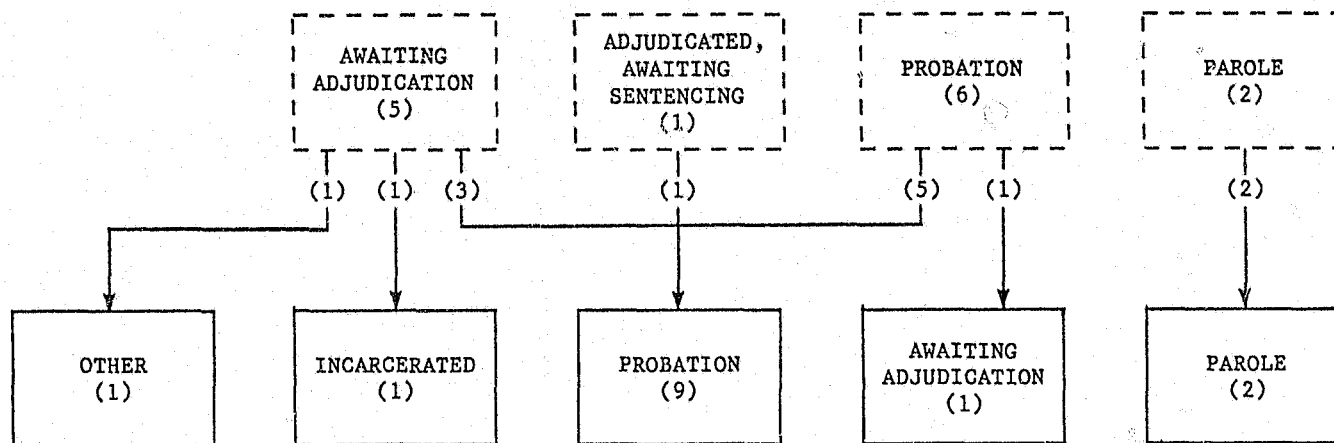 AWAITING
ADJUDICATION
(5)
ADJUDICATED,
AWAITING
SENTENCING
(1)
PROBATION
(6)
PAROLE
(2)
(1) (1) (3) (1) (5) (1) (2)
OTHER
(1)
INCARCERATED
(1)
PROBATION
(9)
AWAITING
ADJUDICATION
(1)
PAROLE
(2)